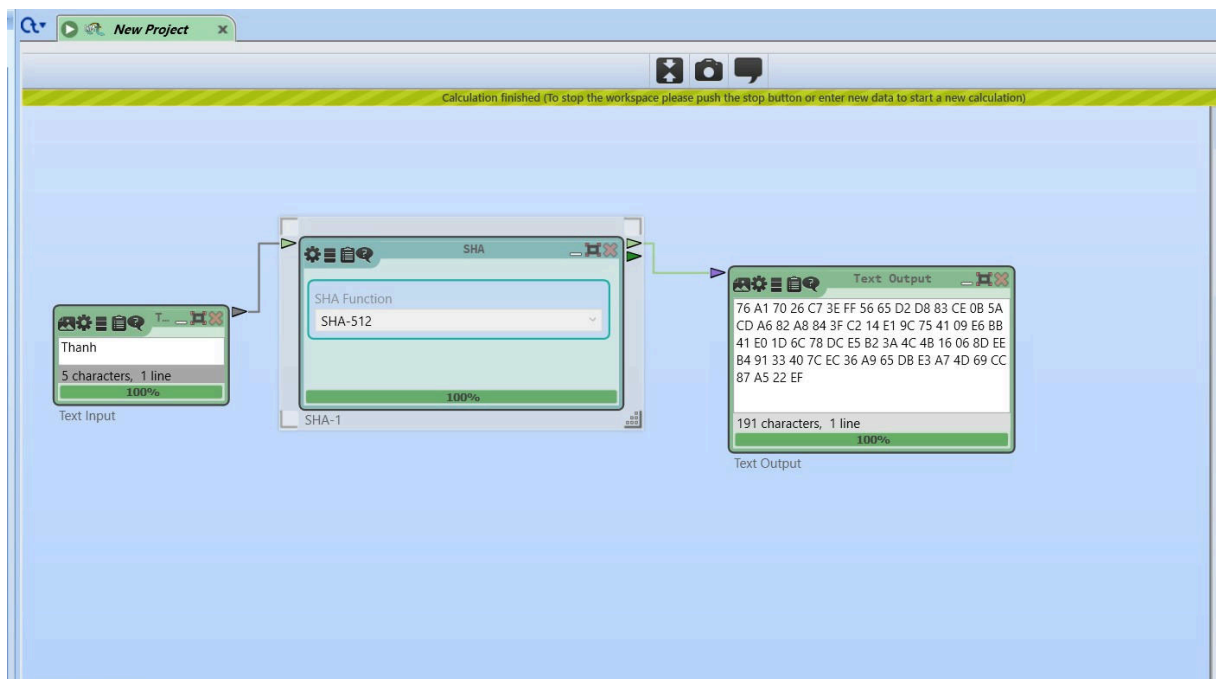 New Project
Calculation finished (To stop the workspace please push the stop button or enter new data to start a new calculation)
T...
Thanh
5 characters, 1 line
100%
Text Input
SHA
SHA Function
SHA-512
100%
SHA-1
Text Output
76 A1 70 26 C7 3E FF 56 65 D2 D8 83 CE 0B 5A
CD A6 82 A8 84 3F C2 14 E1 9C 75 41 09 E6 BB
41 E0 1D 6C 78 DC E5 B2 3A 4C 4B 16 06 8D EE
B4 91 33 40 7C EC 36 A9 65 DB E3 A7 4D 69 CC
87 A5 22 EF
191 characters, 1 line
100%
Text Output